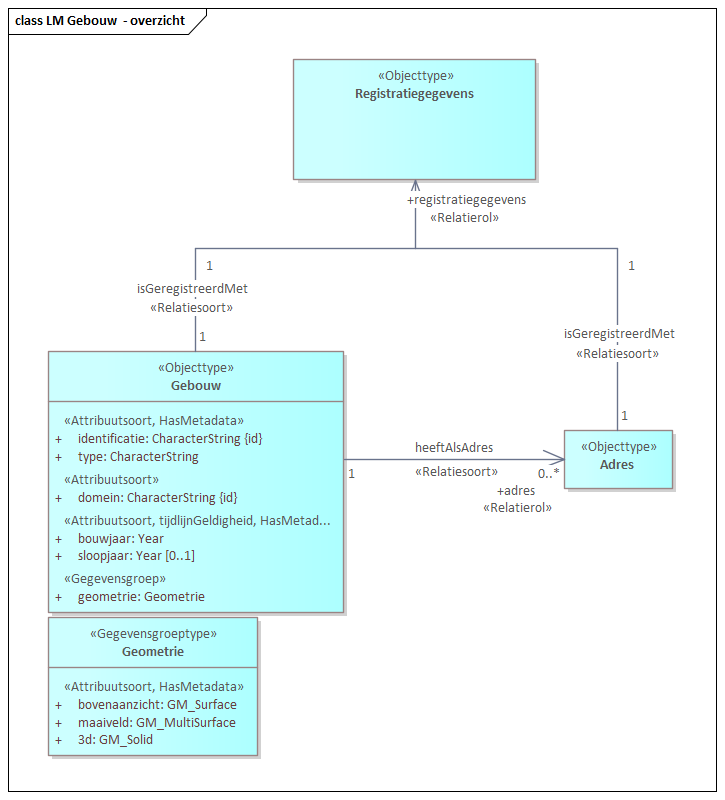 class LM Gebouw  - overzicht
«Objecttype»
Registratiegegevens
+registratiegegevens
«Relatierol»
1
1
isGeregistreerdMet
«Relatiesoort»
1
isGeregistreerdMet
«Relatiesoort»
1
«Objecttype»
Gebouw
«Attribuutsoort, HasMetadata»
+ identificatie: CharacterString {id}
+ type: CharacterString
«Attribuutsoort»
+ domein: CharacterString {id}
«Attribuutsoort, tijdlijnGeldigheid, HasMetad...
+ bouwjaar: Year
+ sloopjaar: Year [0..1]
«Gegevensgroep»
+ geometrie: Geometrie
heeftAlsAdres
1
«Relatiesoort»
0..*
+adres
«Relatierol»
«Objecttype»
Adres
«Gegevensgroeptype»
Geometrie
«Attribuutsoort, HasMetadata»
+ bovenaanzicht: GM_Surface
+ maaiveld: GM_MultiSurface
+ 3d: GM_Solid